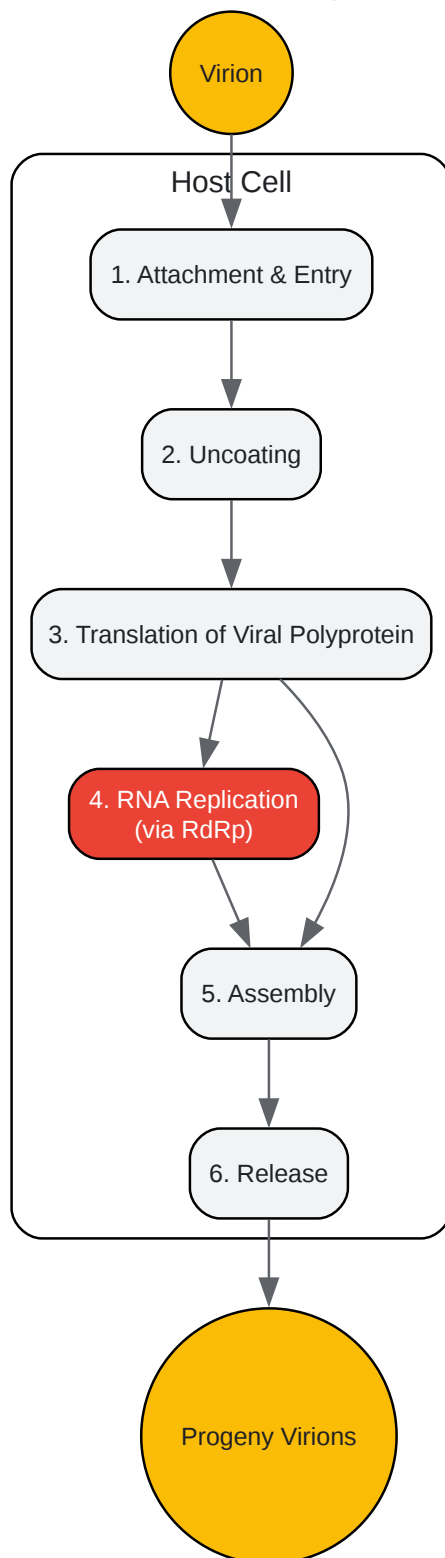 Virion
Host Cell
1. Attachment & Entry
2. Uncoating
3. Translation of Viral Polyprotein
4. RNA Replication
(via RdRp)
5. Assembly
6. Release
Progeny Virions